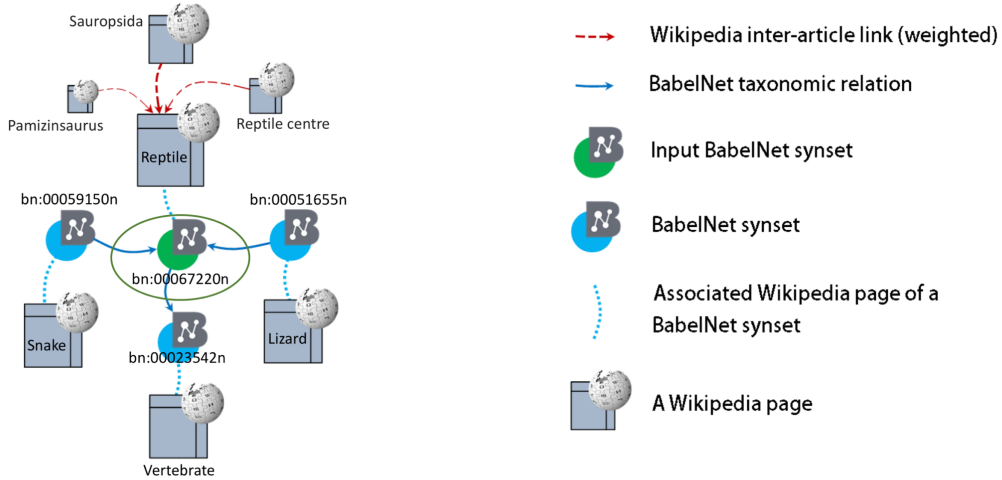 Sauropsida
Pamizinsaurus
Reptile centre
Reptile
bn:00059150n
bn:00051655n
bn:00067220n
Snake
Lizard
bn:00023542n
Vertebrate
Wikipedia inter-article link (weighted)
BabelNet taxonomic relation
Input BabelNet synset
BabelNet synset
Associated Wikipedia page of a
BabelNet synset
A Wikipedia page